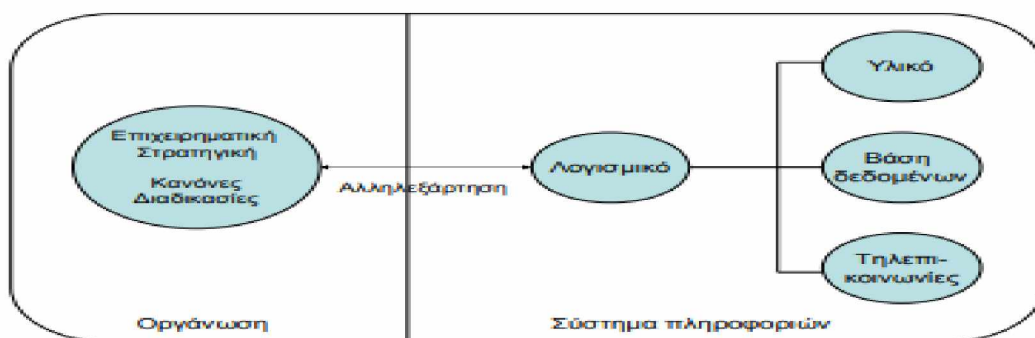 Επιχειρηματική
Στρατηγική
Κανόνες
Διαδικασίες
Αλληλεξάρτηση
Λογισμικό
Υλικό
Βάση
δεδομένων
Τηλεπι-
κοινωνίες
Οργάνωση
Σύστημα πληροφοριών